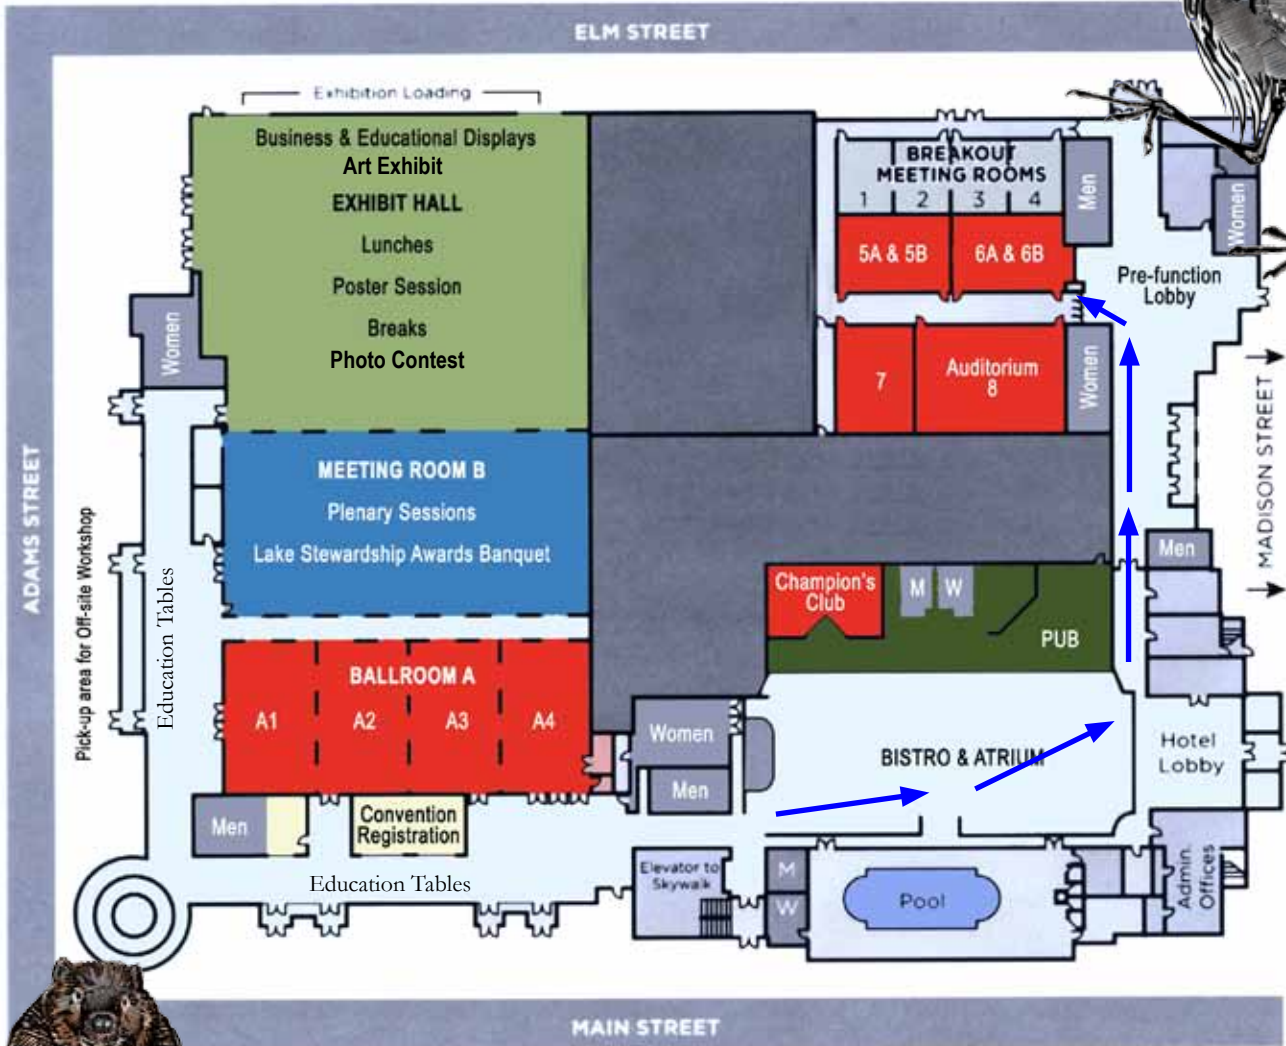 ELM STREET
Exhibition Loading
Business & Educational Displays
Art Exhibit
EXHIBIT HALL
Lunches
Poster Session
Breaks
Photo Contest
Women
BREAKOUT
MEETING ROOMS
1 2 3 4
Men
Women
5A & 5B
6A & 6B
Pre-function
Lobby
7
Auditorium
8
Women
ADAMS STREET
MADISON STREET
Pick-up area for Off-site Workshop
Education Tables
MEETING ROOM B
Plenary Sessions
Lake Stewardship Awards Banquet
Men
Champion's
Club
M
W
PUB
BALLROOM A
A1
A2
A3
A4
Women
Men
BISTRO & ATRIUM
Hotel
Lobby
Men
Convention
Registration
Education Tables
Elevator to
Skywalk
M
W
Pool
Admin.
Offices
MAIN STREET